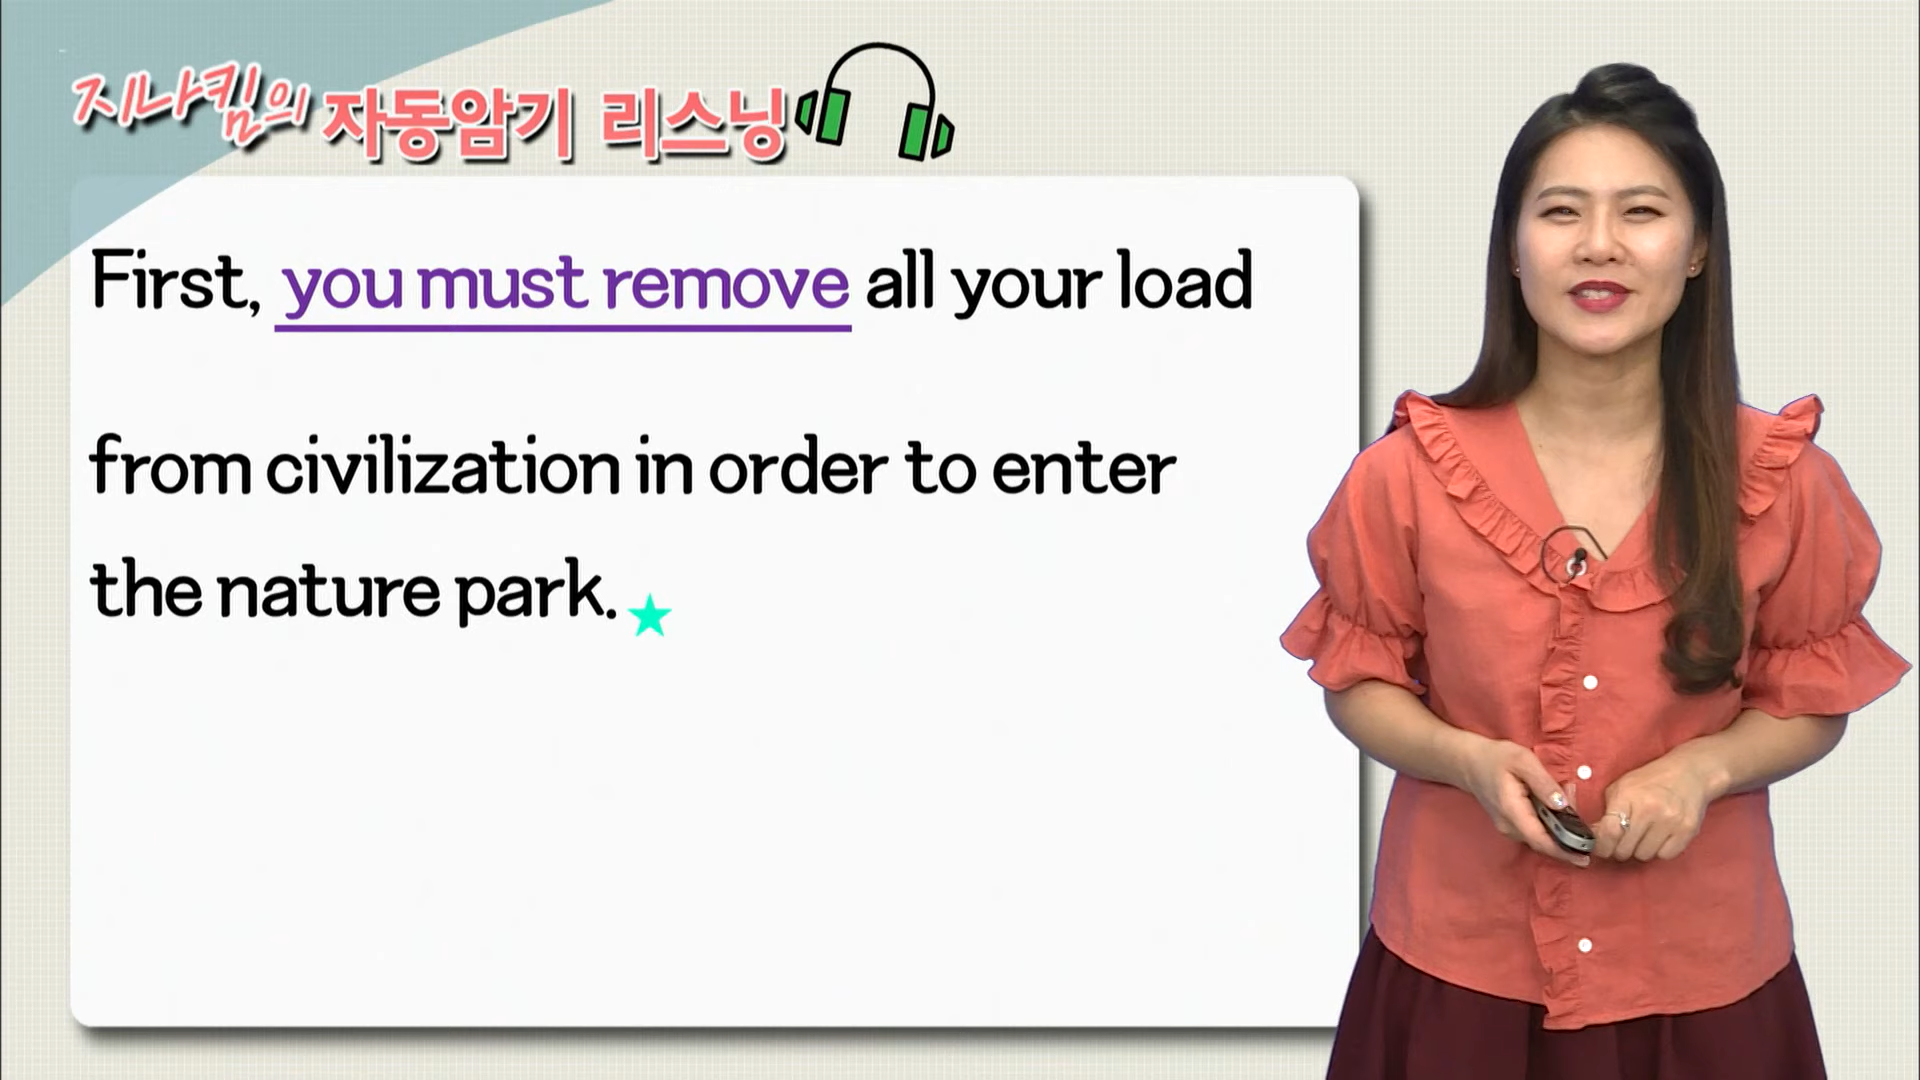 지나킴의 자동암기 리스닝
First, you must remove all your load
from civilization in order to enter
the nature park.